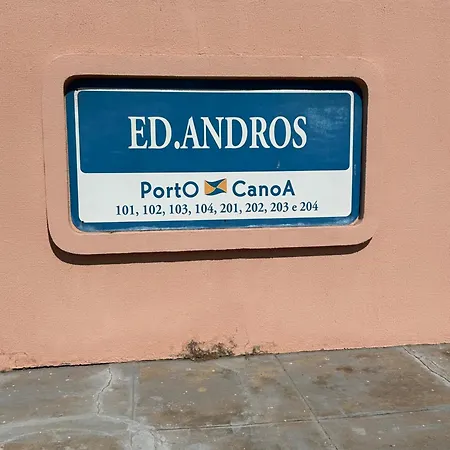 ED.ANDROS
PortO CanoA
101, 102, 103, 104, 201, 202, 203 e 204